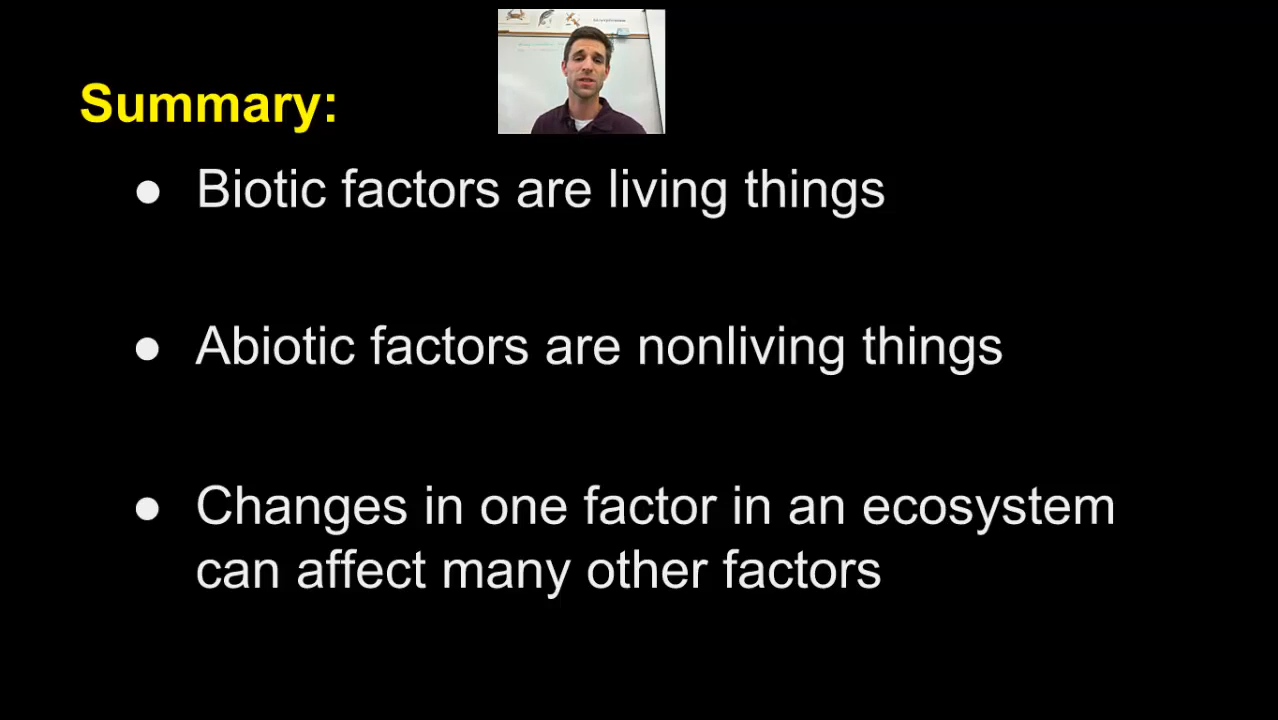 Summary:
● Biotic factors are living things
● Abiotic factors are nonliving things
● Changes in one factor in an ecosystem
can affect many other factors